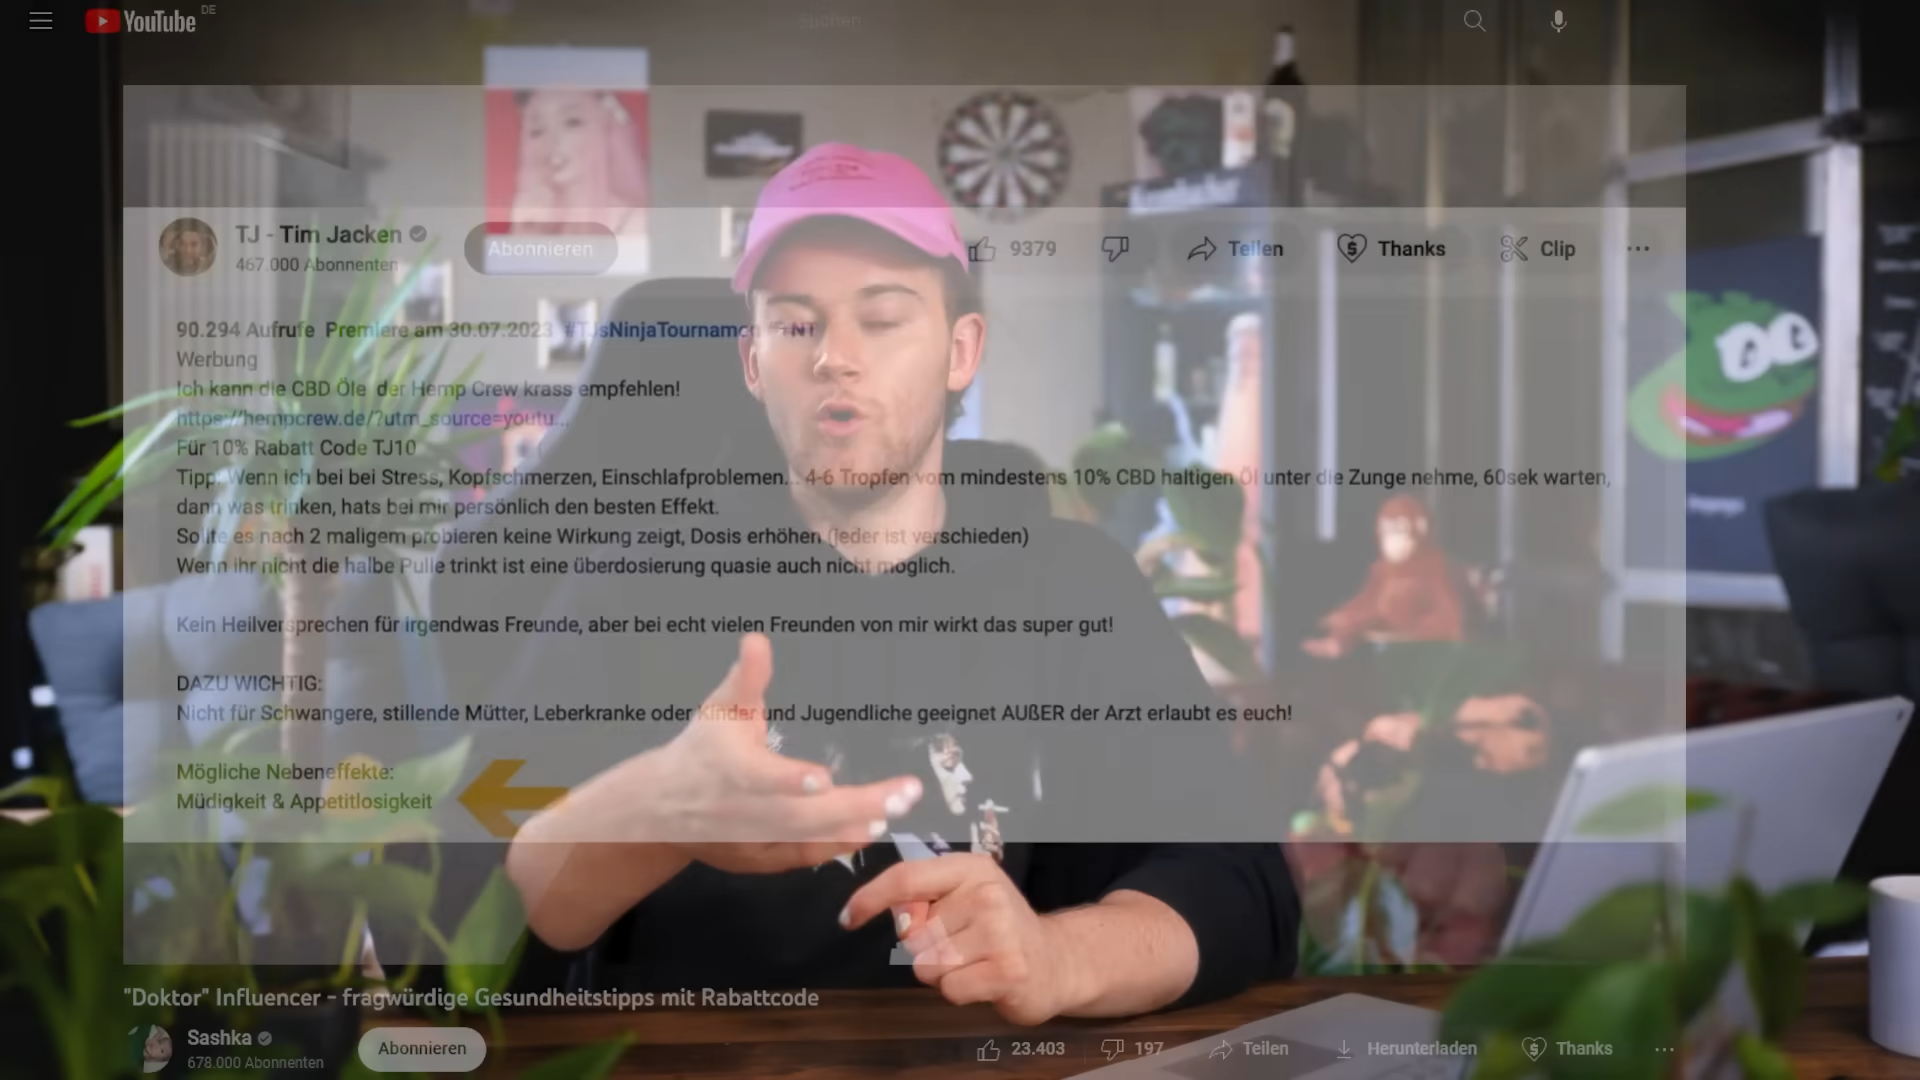 YouTube DE
Suchen
TJ - Tim Jacken
467.000 Abonnenten
Abonnieren
9379
Teilen
Thanks
Clip
90.294 Aufrufe Premiere am 30.07.2023 #TJsNinjaTournamen
Werbung
Ich kann die CBD Öle der Hemp Crew krass empfehlen!
https://hempcrew.de/?utm_source=youtu...
Für 10% Rabatt Code TJ10
Tipp: Wenn ich bei bei Stress, Kopfschmerzen, Einschlafproblemen... 4-6 Tropfen vom mindestens 10% CBD haltigen Öl unter die Zunge nehme, 60sek warten,
dann was trinken, hats bei mir persönlich den besten Effekt.
Sollte es nach 2 maligem probieren keine Wirkung zeigt, Dosis erhöhen (jeder ist verschieden)
Wenn ihr nicht die halbe Pulle trinkt ist eine überdosierung quasie auch nicht möglich.
Kein Heilversprechen für irgendwas Freunde, aber bei echt vielen Freunden von mir wirkt das super gut!
DAZU WICHTIG:
Nicht für Schwangere, stillende Mütter, Leberkranke oder Kinder und Jugendliche geeignet AUßER der Arzt erlaubt es euch!
Mögliche Nebeneffekte:
Müdigkeit & Appetitlosigkeit
"Doktor" Influencer - fragwürdige Gesundheitstipps mit Rabattcode
Sashka
678.000 Abonnenten
Abonnieren
23.403
197
Teilen
Herunterladen
Thanks